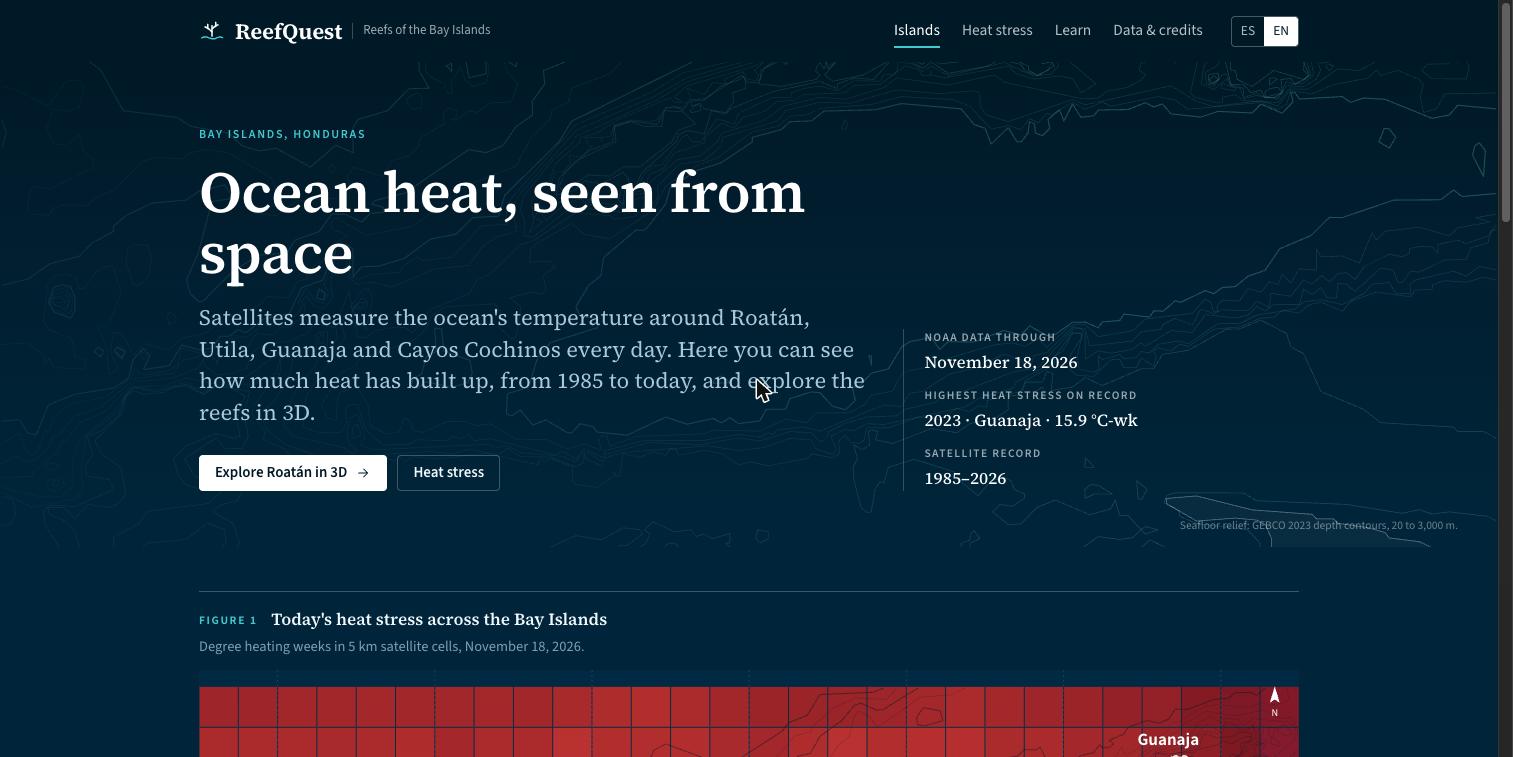 ReefQuest
Reefs of the Bay Islands
Islands
Heat stress
Learn
Data & credits
ES
EN
BAY ISLANDS, HONDURAS
Ocean heat, seen from
space
Satellites measure the ocean's temperature around Roatán,
Utila, Guanaja and Cayos Cochinos every day. Here you can see
how much heat has built up, from 1985 to today, and explore the
reefs in 3D.
Explore Roatán in 3D →
Heat stress
NOAA DATA THROUGH
November 18, 2026
HIGHEST HEAT STRESS ON RECORD
2023 · Guanaja · 15.9 °C-wk
SATELLITE RECORD
1985–2026
Seafloor relief: GEBCO 2023 depth contours, 20 to 3,000 m.
FIGURE 1
Today's heat stress across the Bay Islands
Degree heating weeks in 5 km satellite cells, November 18, 2026.
N
Guanaja